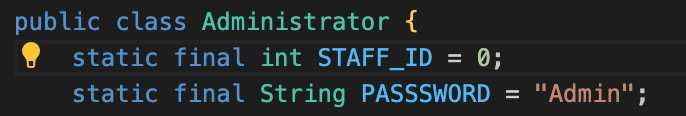 public class Administrator {
static final int STAFF_ID = 0;
static final String PASSSWORD = "Admin";